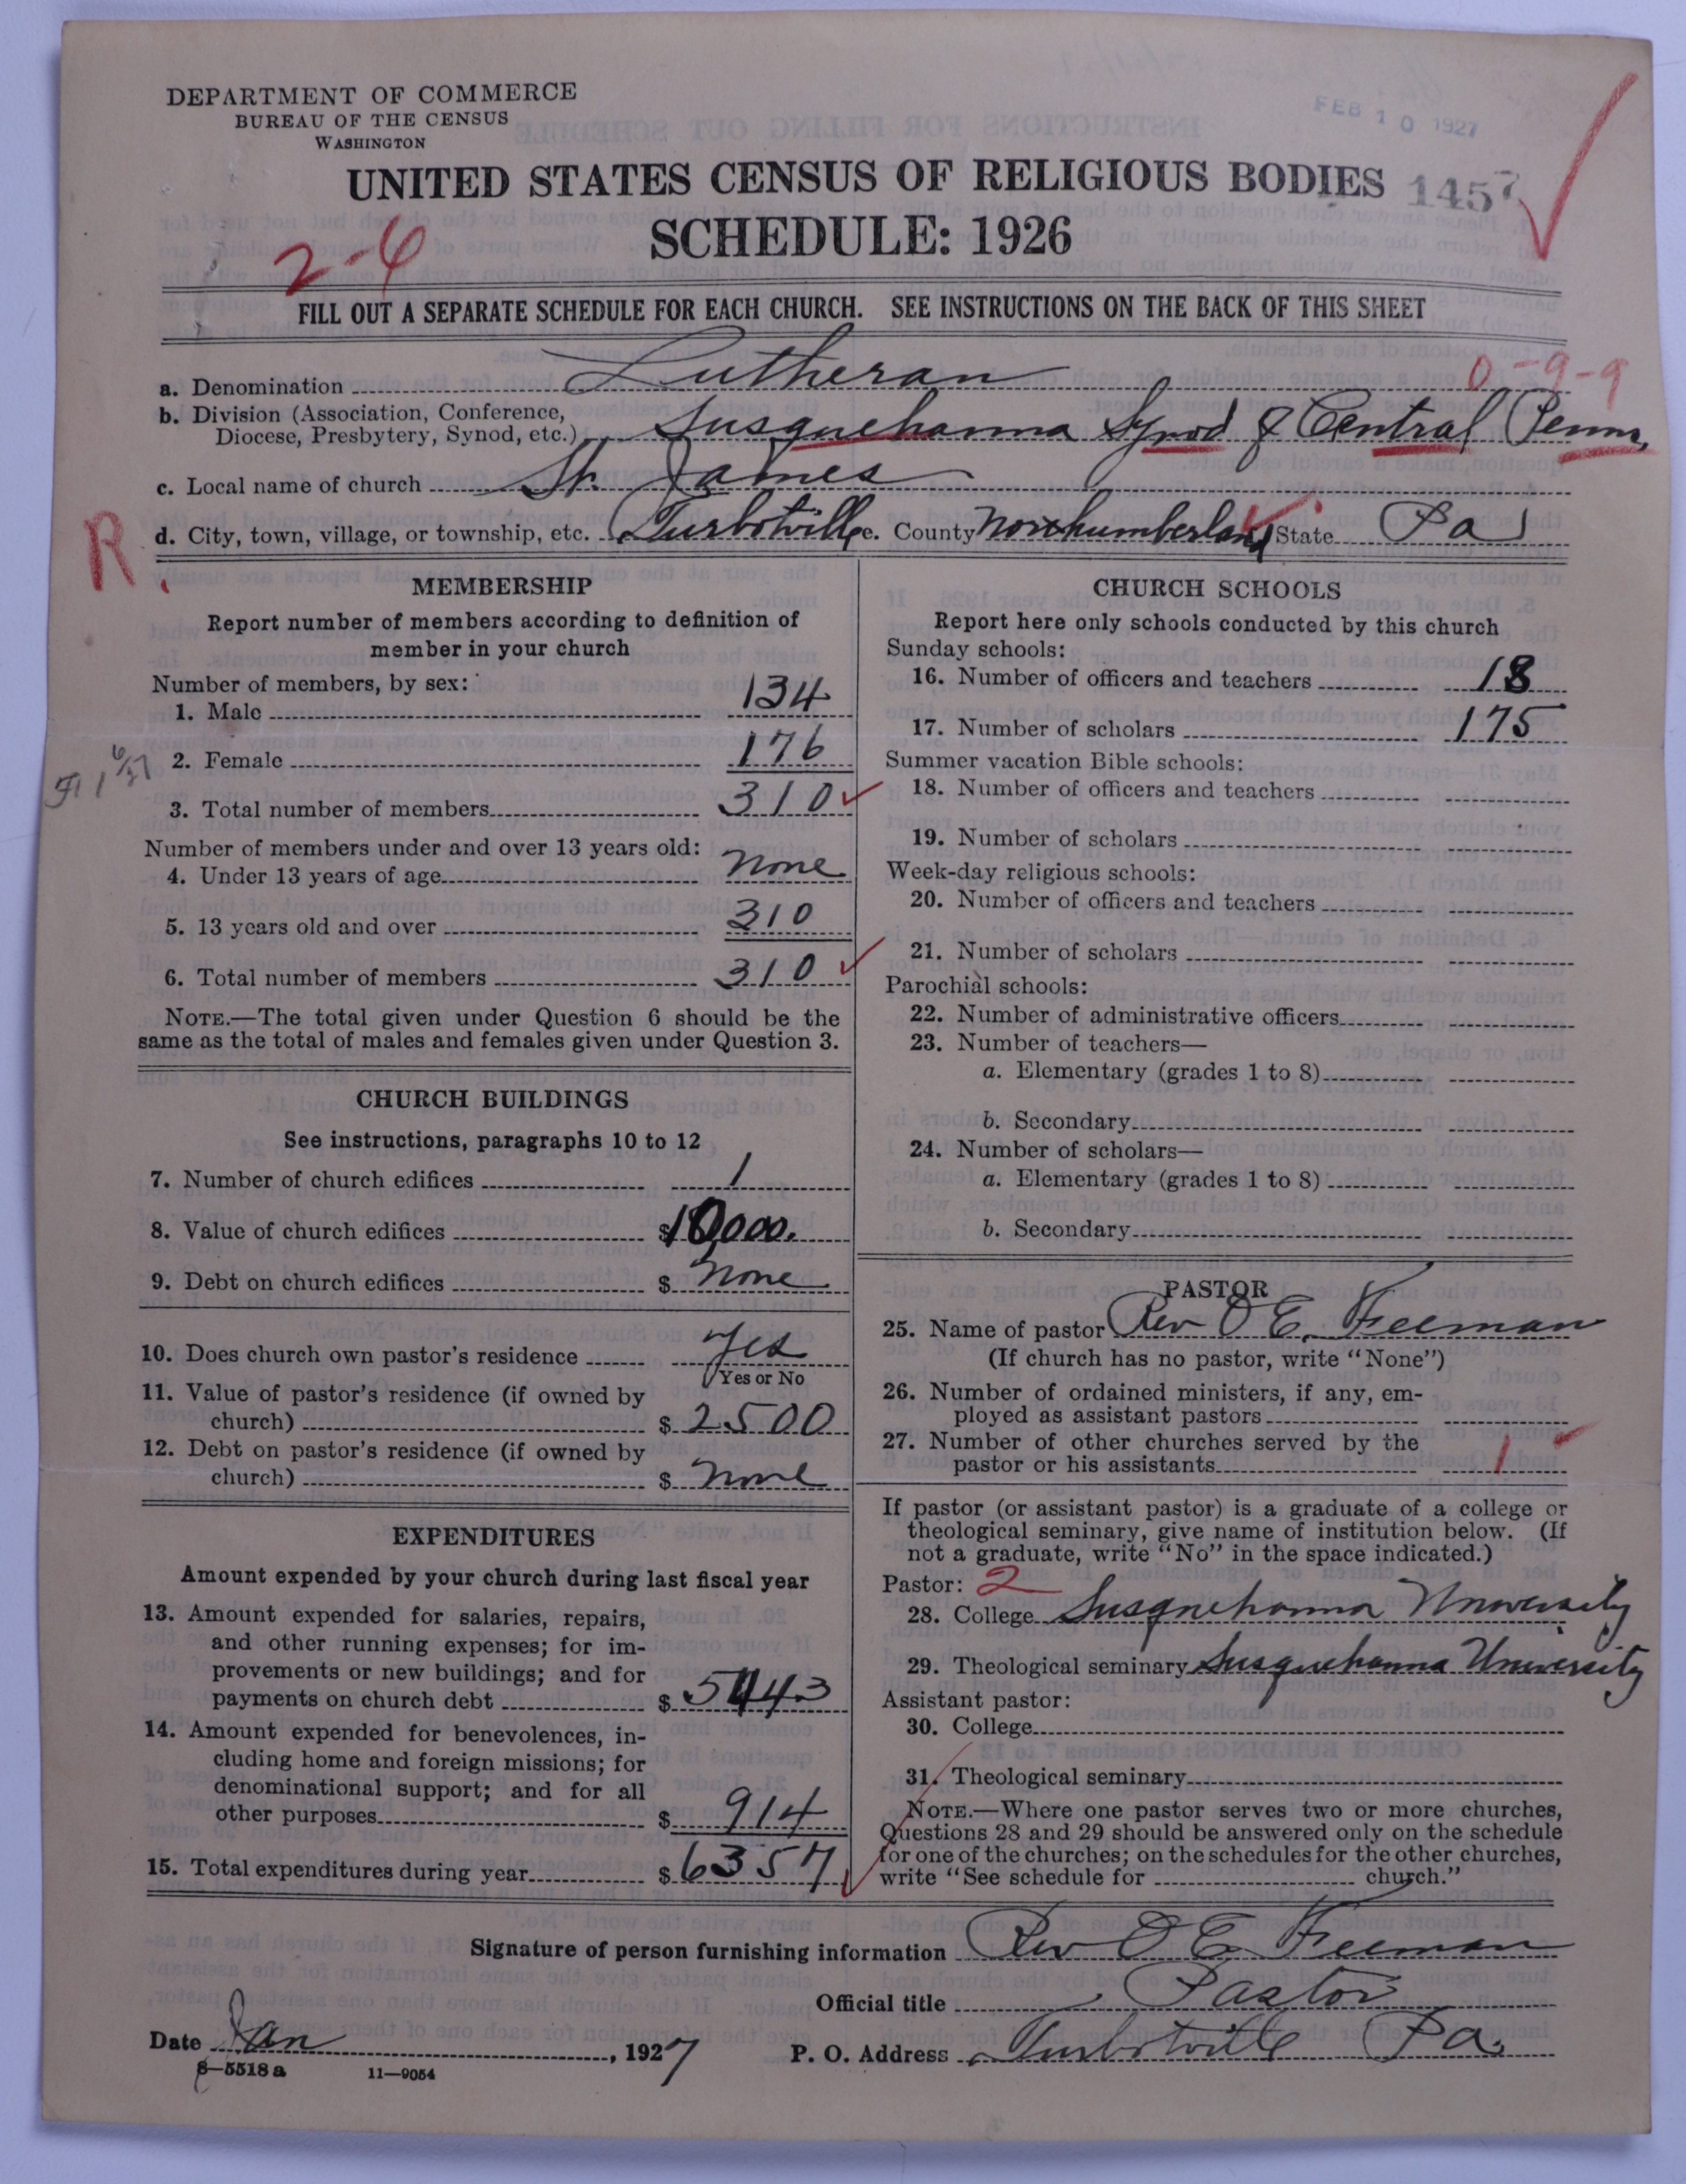 DEPARTMENT OF COMMERCE
BUREAU OF THE CENSUS
WASHINGTON
FEB 10 1927
UNITED STATES CENSUS OF RELIGIOUS BODIES 1457
SCHEDULE: 1926
2-6
FILL OUT A SEPARATE SCHEDULE FOR EACH CHURCH. SEE INSTRUCTIONS ON THE BACK OF THIS SHEET
a. Denomination Lutheran 0-9-9
b. Division (Association, Conference,
Diocese, Presbytery, Synod, etc.) Susquehanna Synod of Central Penna
c. Local name of church St. James
R. d. City, town, village, or township, etc. Turbotville e. County Northumberland State Pa
MEMBERSHIP
Report number of members according to definition of
member in your church
Number of members, by sex:
1. Male 134
2. Female 176
3. Total number of members 310
Number of members under and over 13 years old:
4. Under 13 years of age none
5. 13 years old and over 310
6. Total number of members 310
NOTE.—The total given under Question 6 should be the
same as the total of males and females given under Question 3.
CHURCH BUILDINGS
See instructions, paragraphs 10 to 12
7. Number of church edifices 1
8. Value of church edifices $10,000.
9. Debt on church edifices $ none
10. Does church own pastor's residence Yes
Yes or No
11. Value of pastor's residence (if owned by
church) $ 2500
12. Debt on pastor's residence (if owned by
church) $ none
EXPENDITURES
Amount expended by your church during last fiscal year
13. Amount expended for salaries, repairs,
and other running expenses; for im-
provements or new buildings; and for
payments on church debt $ 5443
14. Amount expended for benevolences, in-
cluding home and foreign missions; for
denominational support; and for all
other purposes $ 914
15. Total expenditures during year $ 6357
CHURCH SCHOOLS
Report here only schools conducted by this church
Sunday schools:
16. Number of officers and teachers 18
17. Number of scholars 175
Summer vacation Bible schools:
18. Number of officers and teachers
19. Number of scholars
Week-day religious schools:
20. Number of officers and teachers
21. Number of scholars
Parochial schools:
22. Number of administrative officers
23. Number of teachers—
a. Elementary (grades 1 to 8)
b. Secondary
24. Number of scholars—
a. Elementary (grades 1 to 8)
b. Secondary
PASTOR
25. Name of pastor Rev O E. Feeman
(If church has no pastor, write "None")
26. Number of ordained ministers, if any, em-
ployed as assistant pastors
27. Number of other churches served by the
pastor or his assistants 1
If pastor (or assistant pastor) is a graduate of a college or
theological seminary, give name of institution below. (If
not a graduate, write "No" in the space indicated.)
Pastor: 2
28. College Susquehanna University
29. Theological seminary Susquehanna University
Assistant pastor:
30. College
31. Theological seminary
NOTE.—Where one pastor serves two or more churches,
Questions 28 and 29 should be answered only on the schedule
for one of the churches; on the schedules for the other churches,
write "See schedule for church."
Signature of person furnishing information Rev O E. Feeman
Official title Pastor
Date Jan , 1927 P. O. Address Turbotville Pa.
8-5518a 11-9054